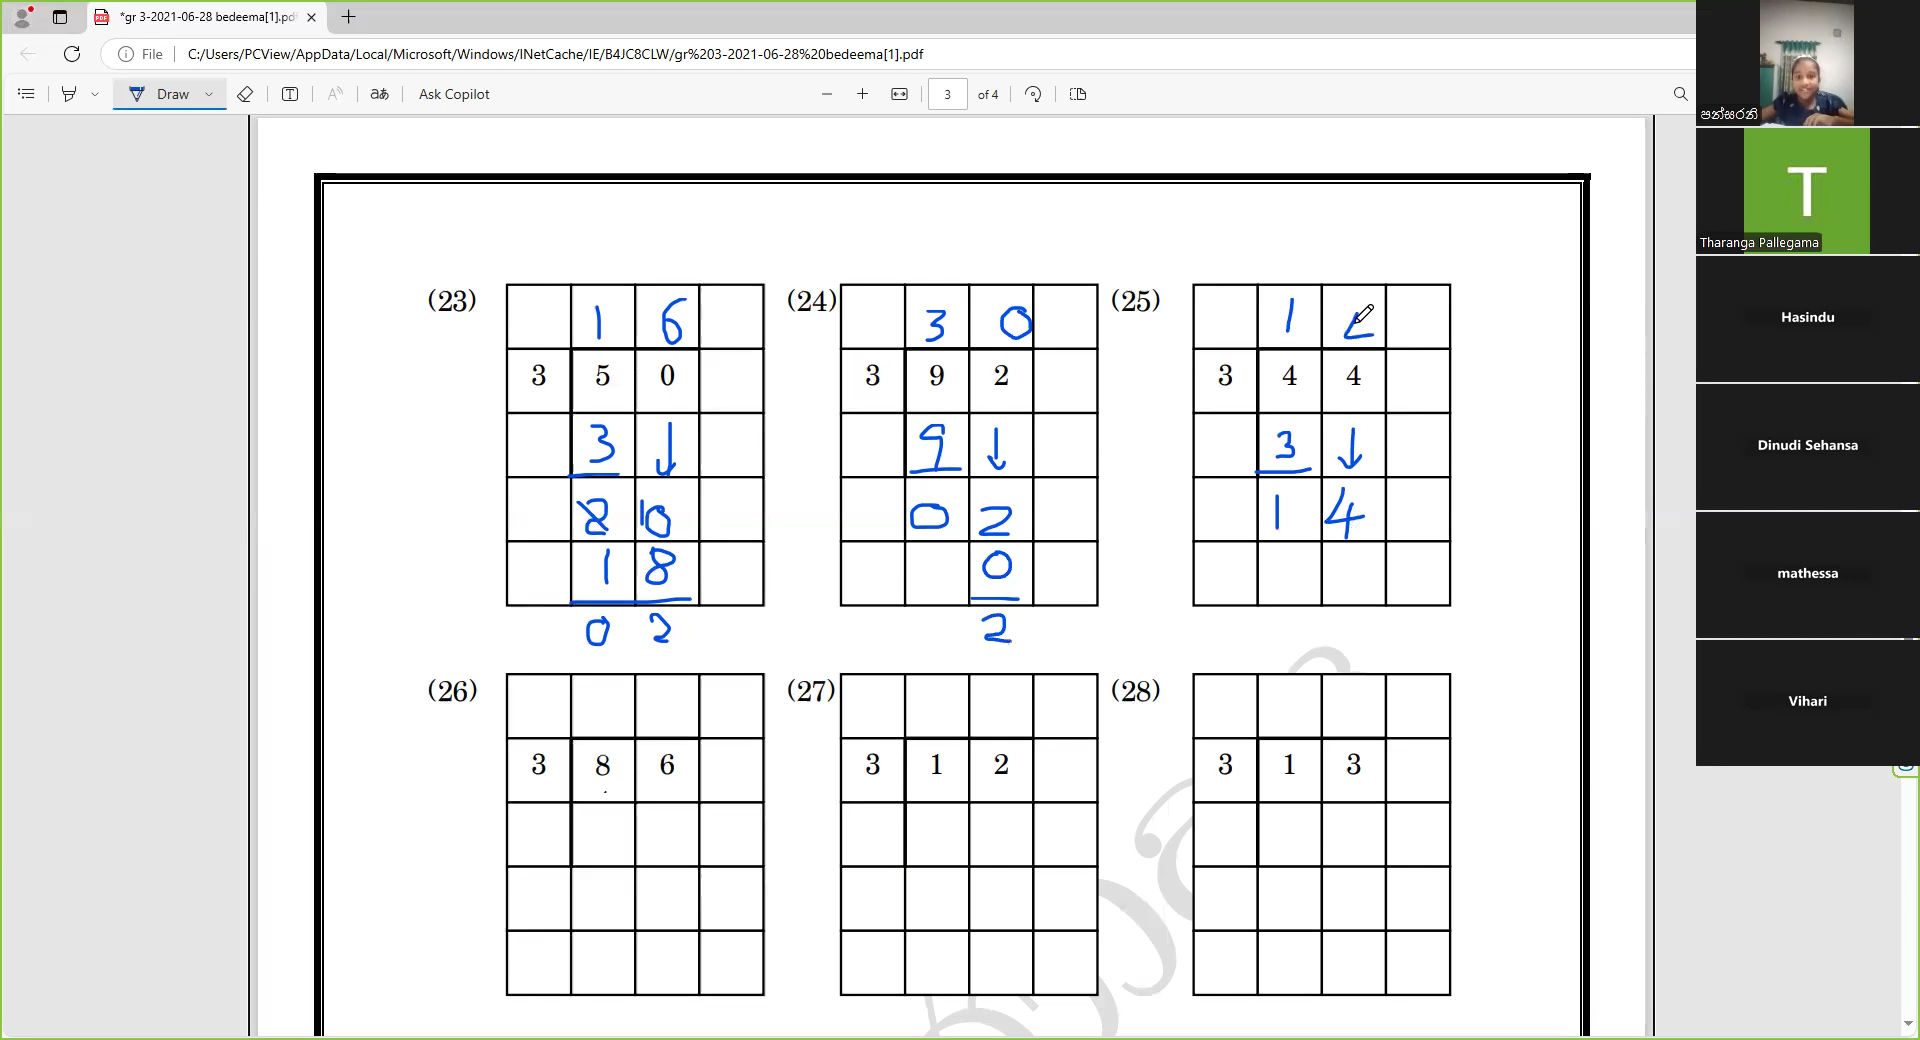 *gr 3-2021-06-28 bedeema[1].pdf
File C:/Users/PCView/AppData/Local/Microsoft/Windows/INetCache/IE/B4JC8CLW/gr%203-2021-06-28%20bedeema[1].pdf
Draw
Ask Copilot
3 of 4
පන්සරනි
T
Tharanga Pallegama
Hasindu
Dinudi Sehansa
mathessa
Vihari
(23)
1 6
3 5 0
3 ↓
2 10
1 8
0 2
(24)
3 0
3 9 2
9 ↓
0 2
0
2
(25)
1
3 4 4
3 ↓
1 4
(26)
3 8 6
(27)
3 1 2
(28)
3 1 3